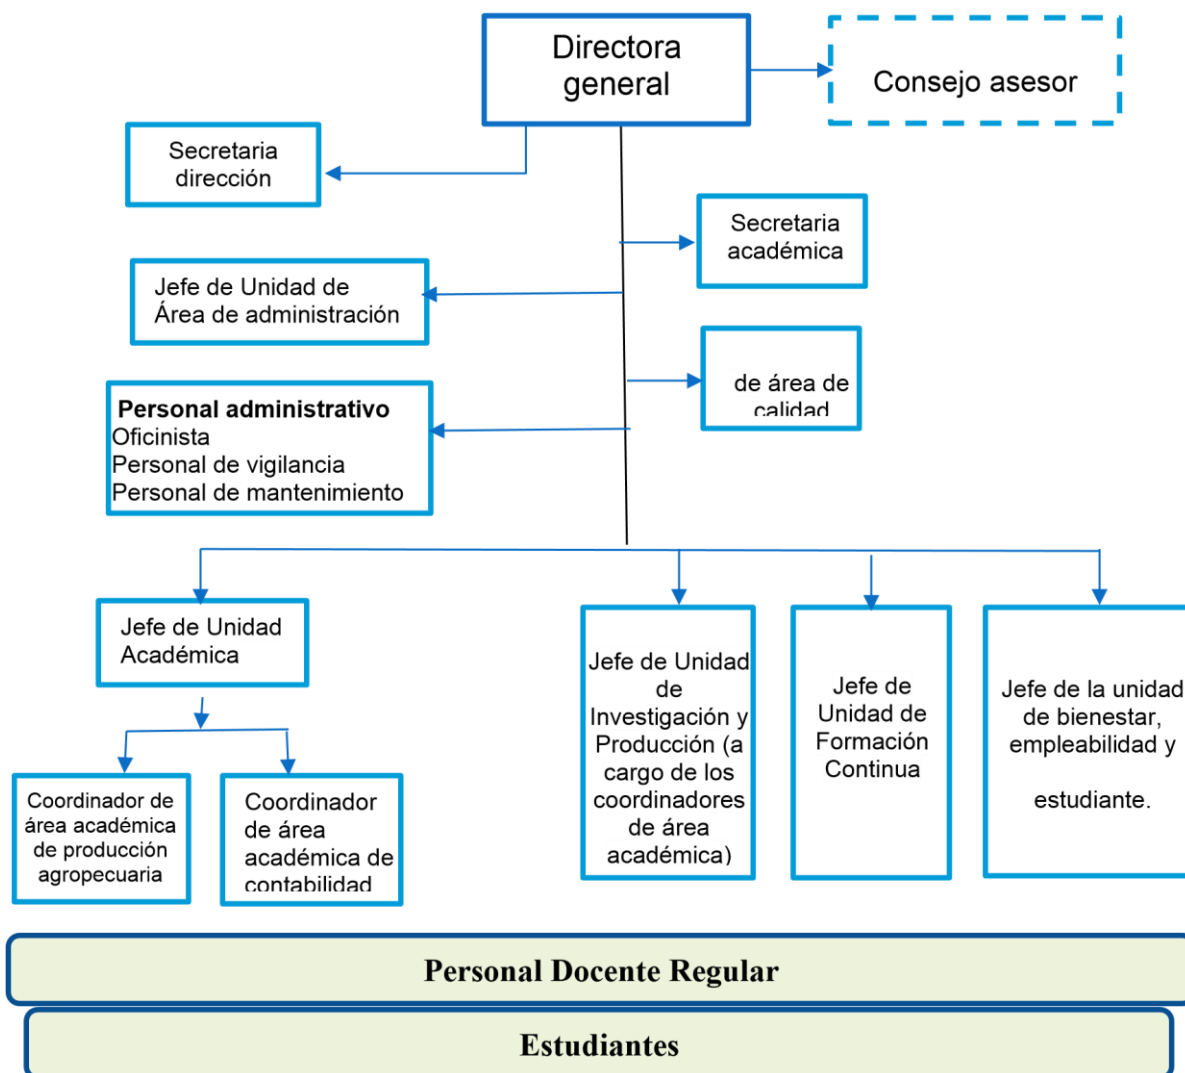 Directora
general
Consejo asesor
Secretaria
dirección
Secretaria
académica
Jefe de Unidad de
Área de administración
de área de
calidad
Personal administrativo
Oficinista
Personal de vigilancia
Personal de mantenimiento
Jefe de Unidad
Académica
Jefe de Unidad
de
Investigación y
Producción (a
cargo de los
coordinadores
de área
académica)
Jefe de
Unidad de
Formación
Continua
Jefe de la unidad
de bienestar,
empleabilidad y
estudiante.
Coordinador de
área académica
de producción
agropecuaria
Coordinador
de área
académica de
contabilidad
Personal Docente Regular
Estudiantes